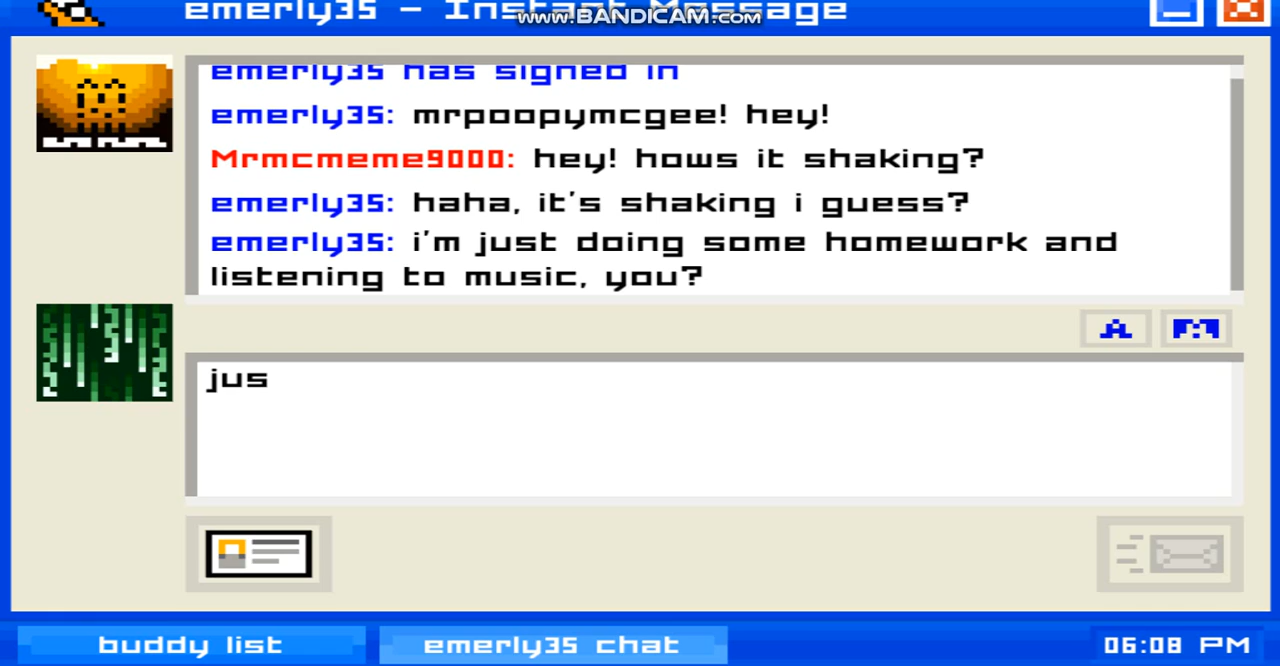 emerly35 - Instant Message
www.BANDICAM.com
emerly35 has signed in
emerly35: mrpoopymcgee! hey!
Mrmcmeme9000: hey! hows it shaking?
emerly35: haha, it's shaking i guess?
emerly35: i'm just doing some homework and
listening to music, you?
A M
jus
buddy list emerly35 chat 06:08 PM